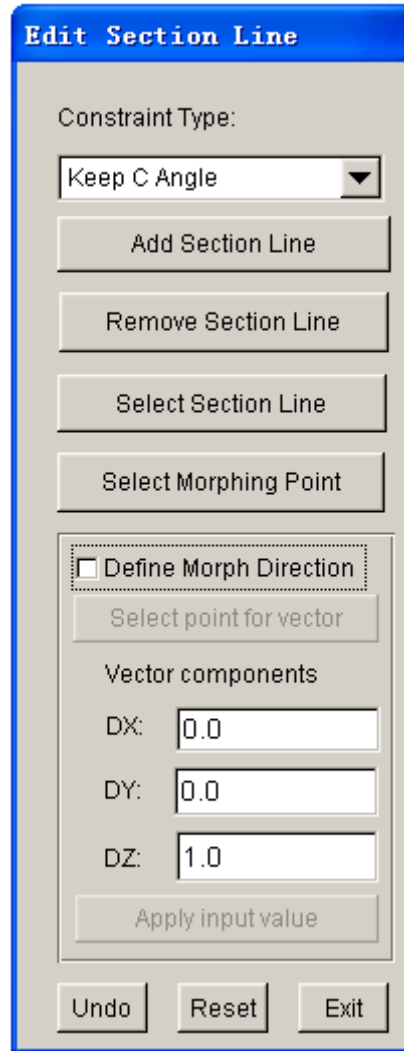 Edit Section Line
Constraint Type:
Keep C Angle
Add Section Line
Remove Section Line
Select Section Line
Select Morphing Point
Define Morph Direction
Select point for vector
Vector components
DX: 0.0
DY: 0.0
DZ: 1.0
Apply input value
Undo Reset Exit